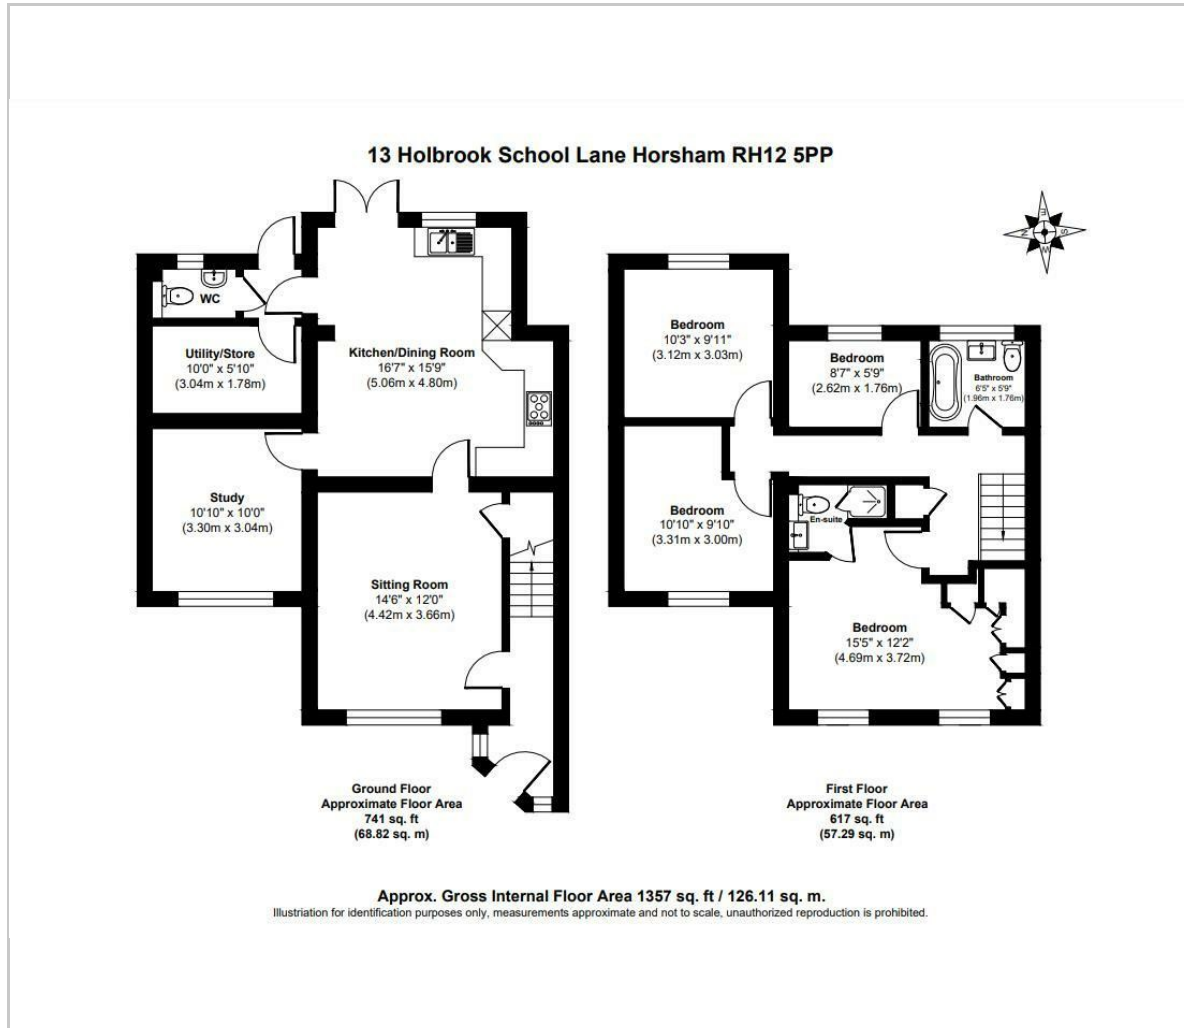 13 Holbrook School Lane Horsham RH12 5PP
E
N
S
W
WC
Utility/Store
10'0" x 5'10"
(3.04m x 1.78m)
Kitchen/Dining Room
16'7" x 15'9"
(5.06m x 4.80m)
Study
10'10" x 10'0"
(3.30m x 3.04m)
Sitting Room
14'6" x 12'0"
(4.42m x 3.66m)
Ground Floor
Approximate Floor Area
741 sq. ft
(68.82 sq. m)
Bedroom
10'3" x 9'11"
(3.12m x 3.03m)
Bedroom
8'7" x 5'9"
(2.62m x 1.76m)
Bathroom
6'5" x 5'9"
(1.96m x 1.76m)
Bedroom
10'10" x 9'10"
(3.31m x 3.00m)
En-suite
Bedroom
15'5" x 12'2"
(4.69m x 3.72m)
First Floor
Approximate Floor Area
617 sq. ft
(57.29 sq. m)
Approx. Gross Internal Floor Area 1357 sq. ft / 126.11 sq. m.
Illustriation for identification purposes only, measurements approximate and not to scale, unauthorized reproduction is prohibited.